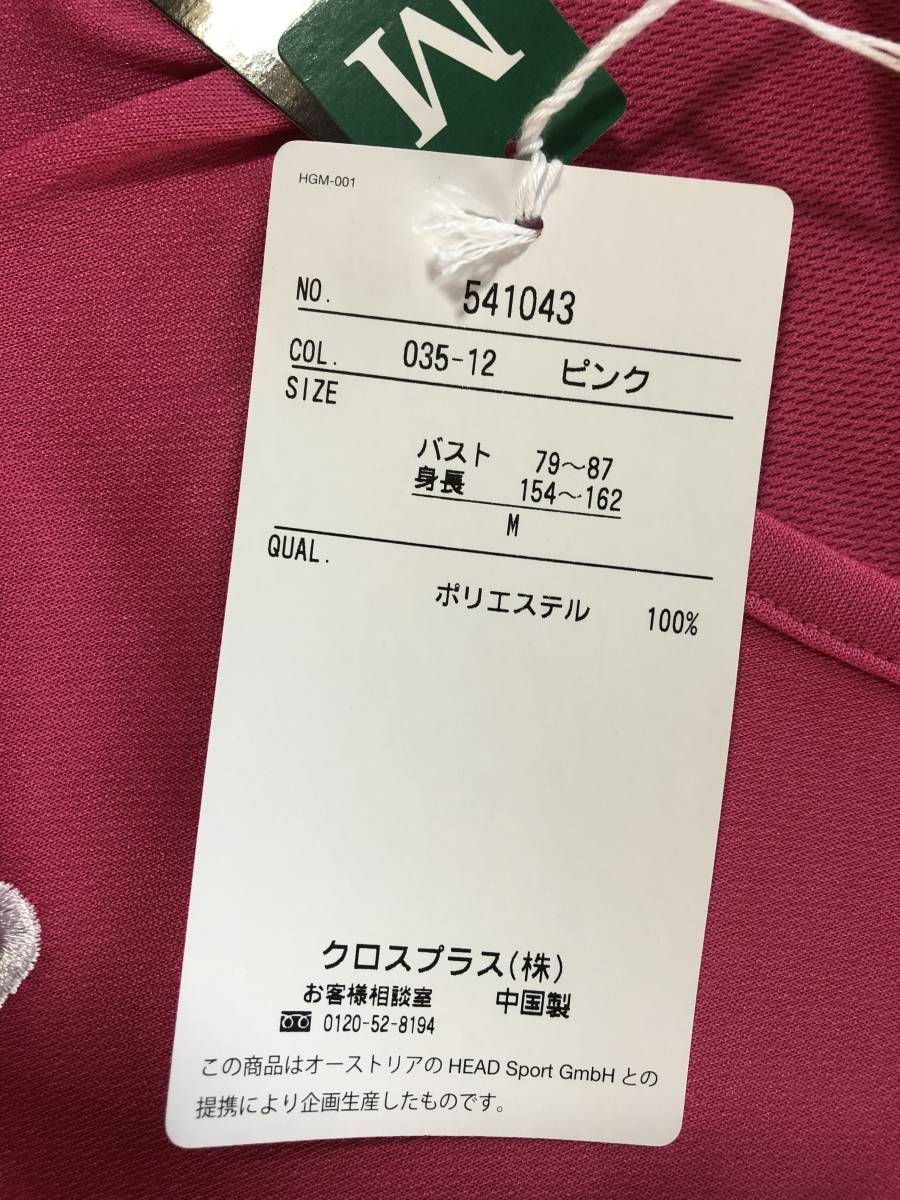 M
HGM-001
NO. 541043
COL. 035-12 ピンク
SIZE
バスト 79~87
身長 154~162
M
QUAL.
ポリエステル 100%
クロスプラス(株)
お客様相談室 中国製
0120-52-8194
この商品はオーストリアの HEAD Sport GmbH との
提携により企画生産したものです。